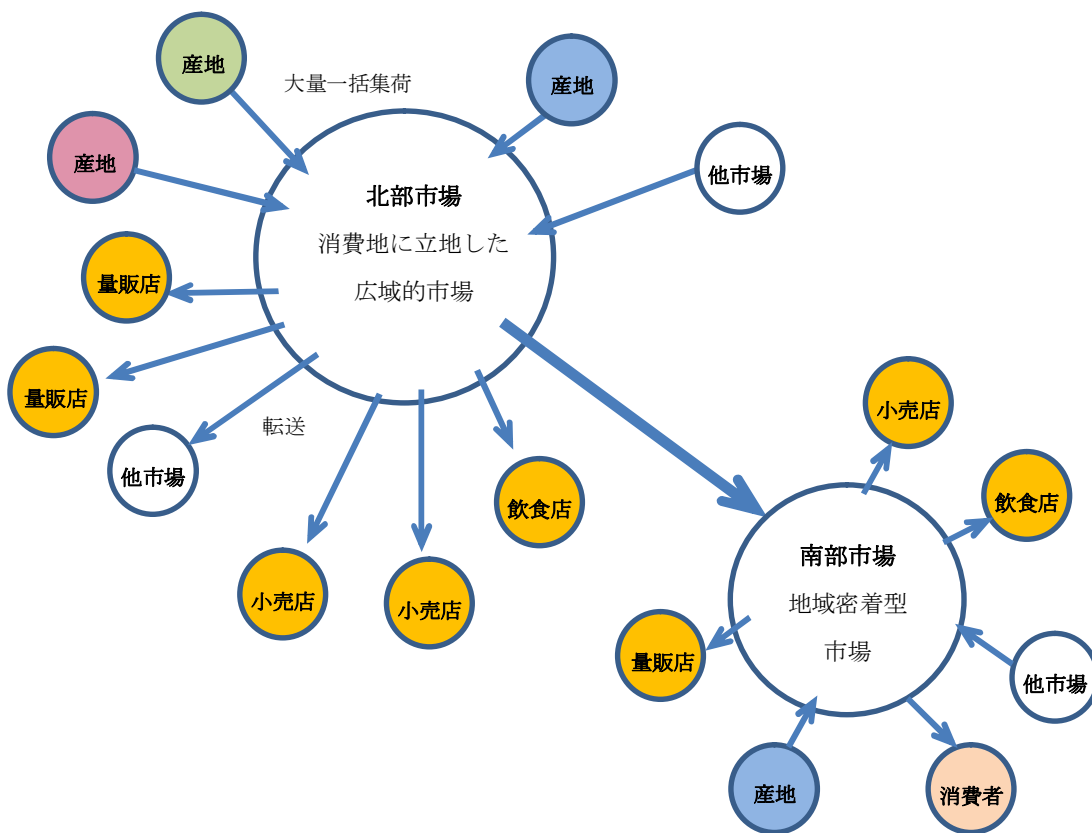 産地
大量一括集荷
産地
産地
他市場
北部市場
消費地に立地した
広域的市場
量販店
量販店
転送
他市場
飲食店
小売店
小売店
小売店
飲食店
南部市場
地域密着型
市場
量販店
他市場
産地
消費者